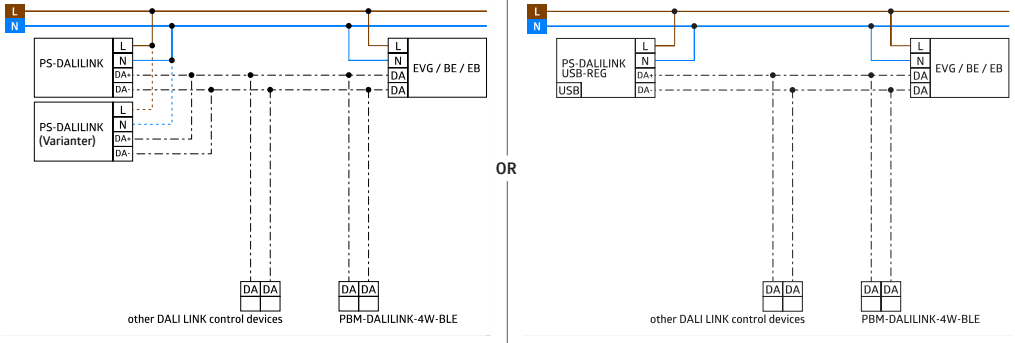 L
N
PS-DALILINK
L
N
DA+
DA-
PS-DALILINK
(Varianter)
L
N
DA+
DA-
L
N
DA
DA
EVG / BE / EB
DA DA
other DALI LINK control devices
DA DA
PBM-DALILINK-4W-BLE
OR
L
N
PS-DALILINK
USB-REG
USB
L
N
DA+
DA-
L
N
DA
DA
EVG / BE / EB
DA DA
other DALI LINK control devices
DA DA
PBM-DALILINK-4W-BLE